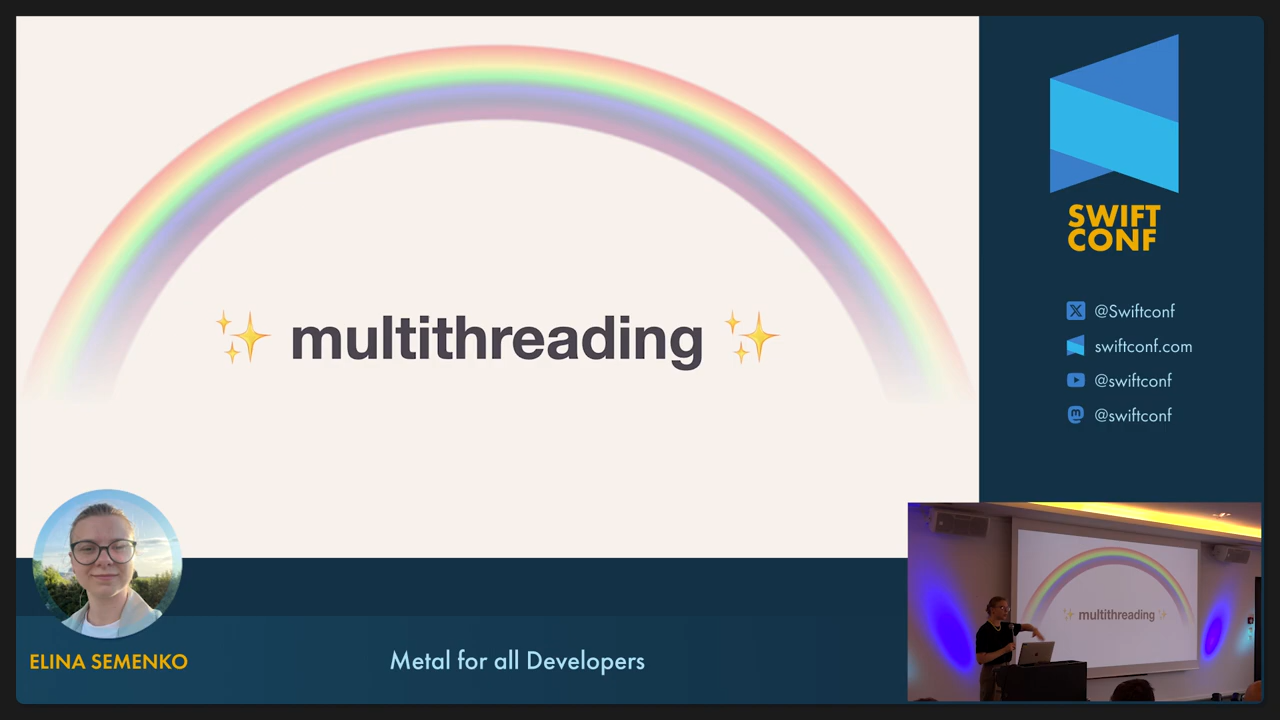 ✨ multithreading ✨
SWIFT
CONF
@Swiftconf
swiftconf.com
@swiftconf
@swiftconf
ELINA SEMENKO
Metal for all Developers
✨ multithreading ✨